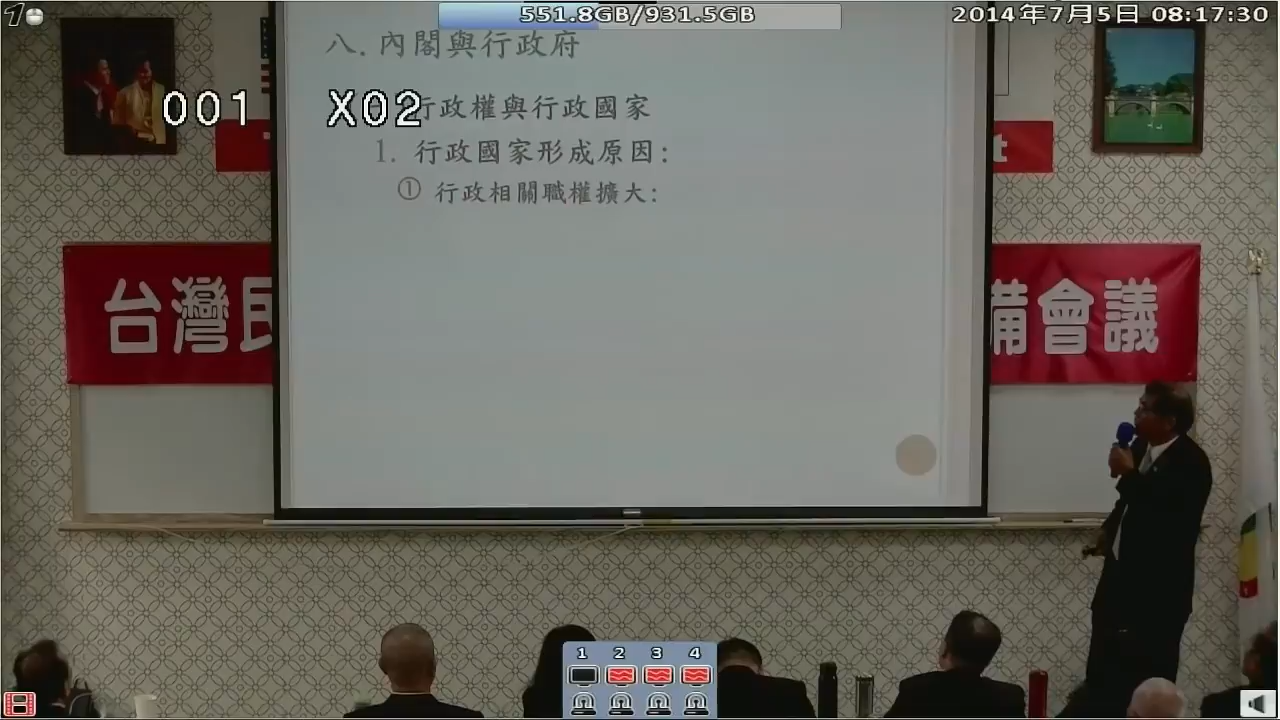 551.8GB/931.5GB
2014年7月5日 08:17:30
八. 內閣與行政府
001 X02
行政權與行政國家
1. 行政國家形成原因:
① 行政相關職權擴大:
t
台灣民
備會議
1 2 3 4